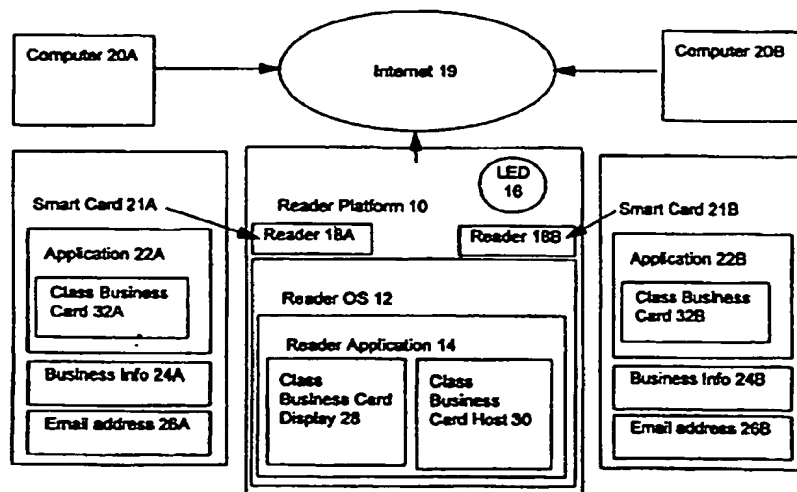 Computer 20A
Internet 19
Computer 20B
Smart Card 21A
Application 22A
Class Business
Card 32A
Business Info 24A
Email address 26A
LED
16
Reader Platform 10
Reader 18A
Reader 18B
Reader OS 12
Reader Application 14
Class
Business Card
Display 28
Class
Business
Card Host 30
Smart Card 21B
Application 22B
Class Business
Card 32B
Business Info 24B
Email address 26B